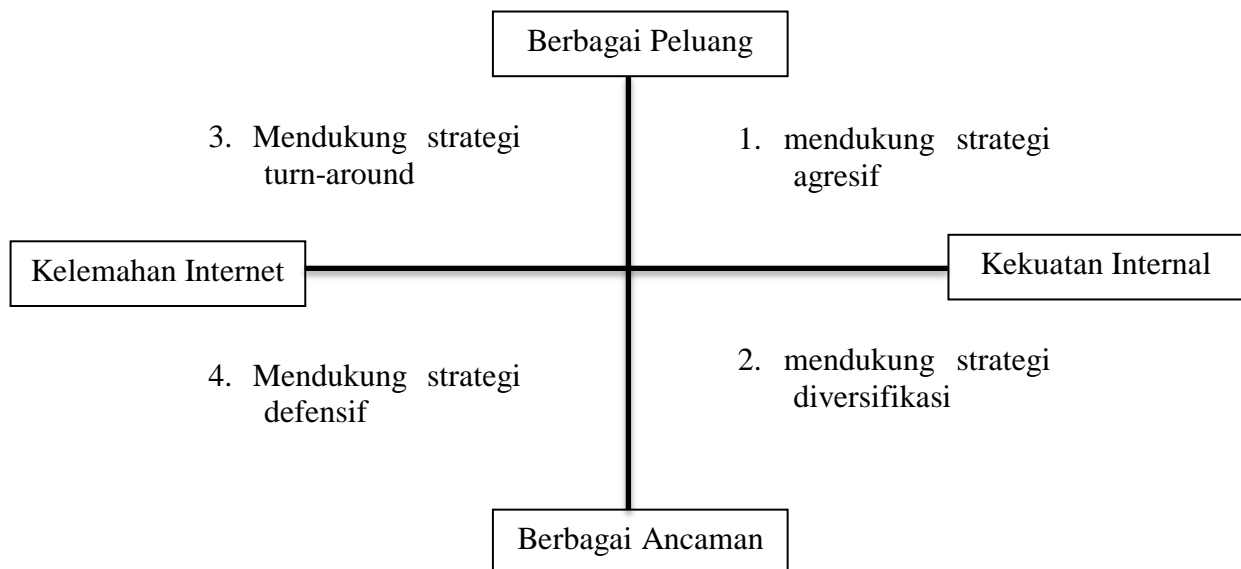 Berbagai Peluang
3. Mendukung strategi
turn-around
1. mendukung strategi
agresif
Kelemahan Internet
Kekuatan Internal
4. Mendukung strategi
defensif
2. mendukung strategi
diversifikasi
Berbagai Ancaman